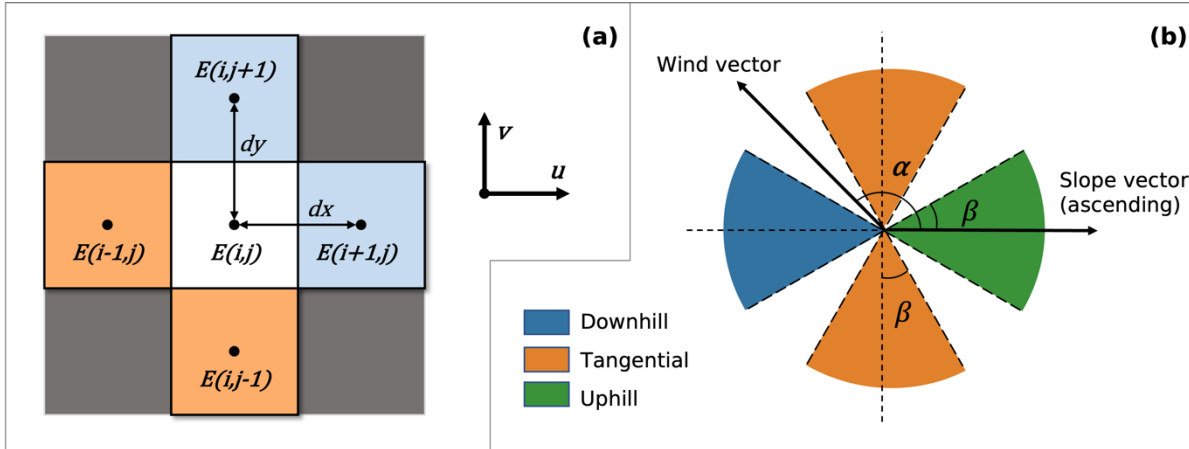 (a)
E(i,j+1)
dy
dx
E(i-1,j)
E(i,j)
E(i+1,j)
E(i,j-1)
v
u
(b)
Wind vector
α
β
Slope vector
(ascending)
β
Downhill
Tangential
Uphill